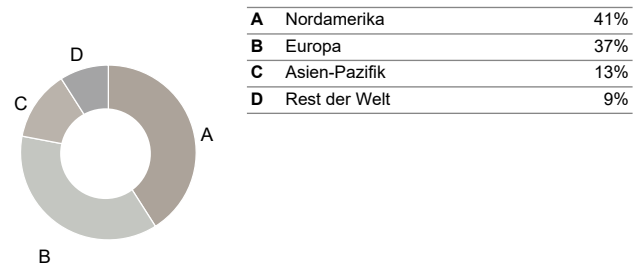 D
C
A
B
A Nordamerika 41%
B Europa 37%
C Asien-Pazifik 13%
D Rest der Welt 9%